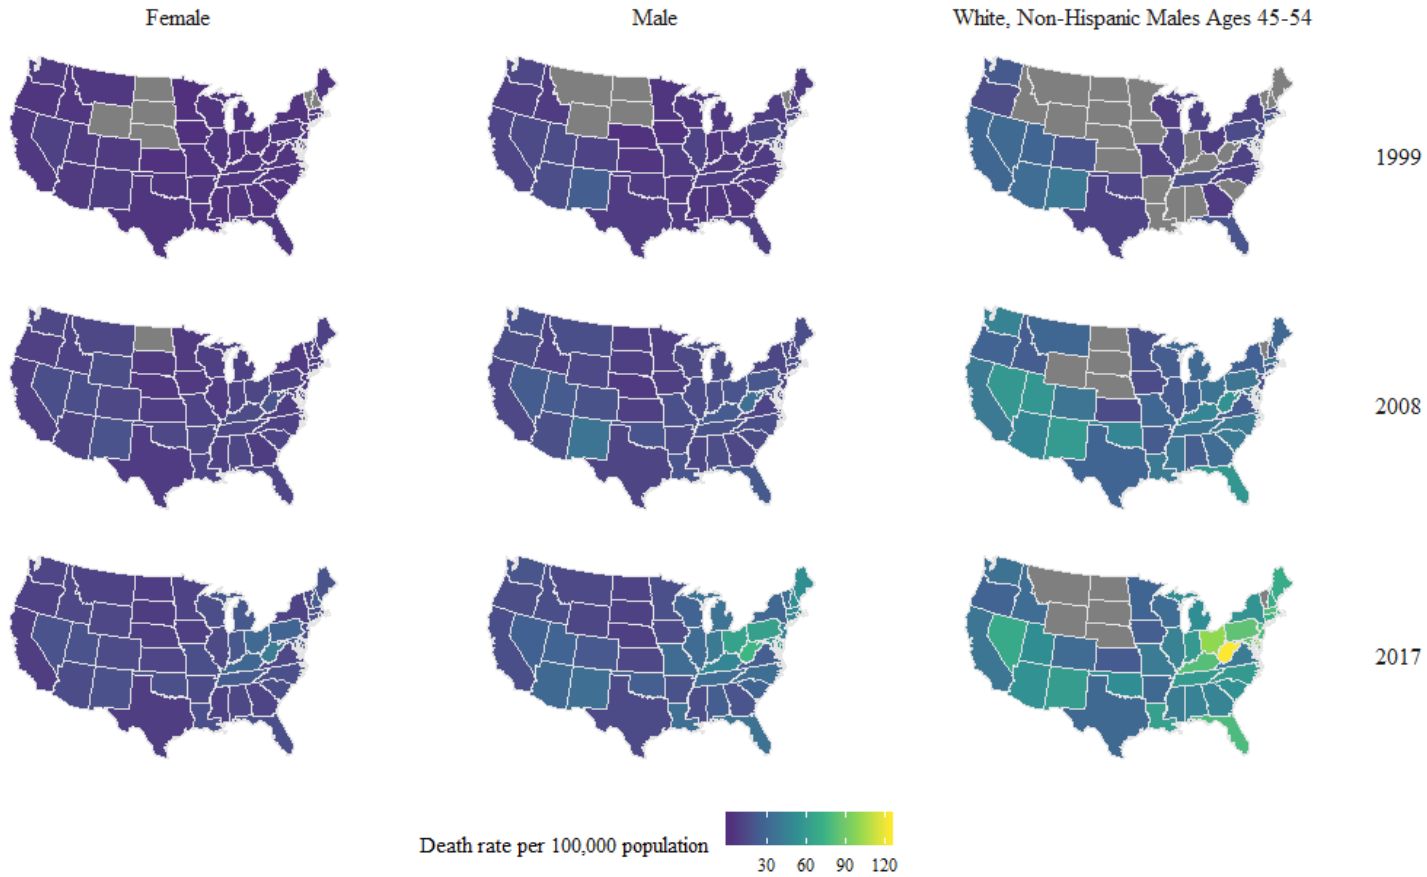 Female
Male
White, Non-Hispanic Males Ages 45-54
1999
2008
2017
Death rate per 100,000 population
30 60 90 120